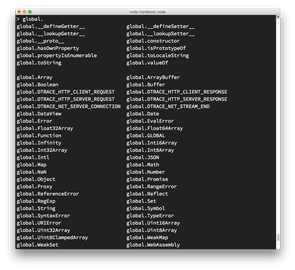 node-handbook: node
> global.
global.__defineGetter__ global.__defineSetter__
global.__lookupGetter__ global.__lookupSetter__
global.__proto__ global.constructor
global.hasOwnProperty global.isPrototypeOf
global.propertyIsEnumerable global.toLocaleString
global.toString global.valueOf
global.Array global.ArrayBuffer
global.Boolean global.Buffer
global.DTRACE_HTTP_CLIENT_REQUEST global.DTRACE_HTTP_CLIENT_RESPONSE
global.DTRACE_HTTP_SERVER_REQUEST global.DTRACE_HTTP_SERVER_RESPONSE
global.DTRACE_NET_SERVER_CONNECTION global.DTRACE_NET_STREAM_END
global.DataView global.Date
global.Error global.EvalError
global.Float32Array global.Float64Array
global.Function global.GLOBAL
global.Infinity global.Int16Array
global.Int32Array global.Int8Array
global.Intl global.JSON
global.Map global.Math
global.NaN global.Number
global.Object global.Promise
global.Proxy global.RangeError
global.ReferenceError global.Reflect
global.RegExp global.Set
global.String global.Symbol
global.SyntaxError global.TypeError
global.URIError global.Uint16Array
global.Uint32Array global.Uint8Array
global.Uint8ClampedArray global.WeakMap
global.WeakSet global.WebAssembly